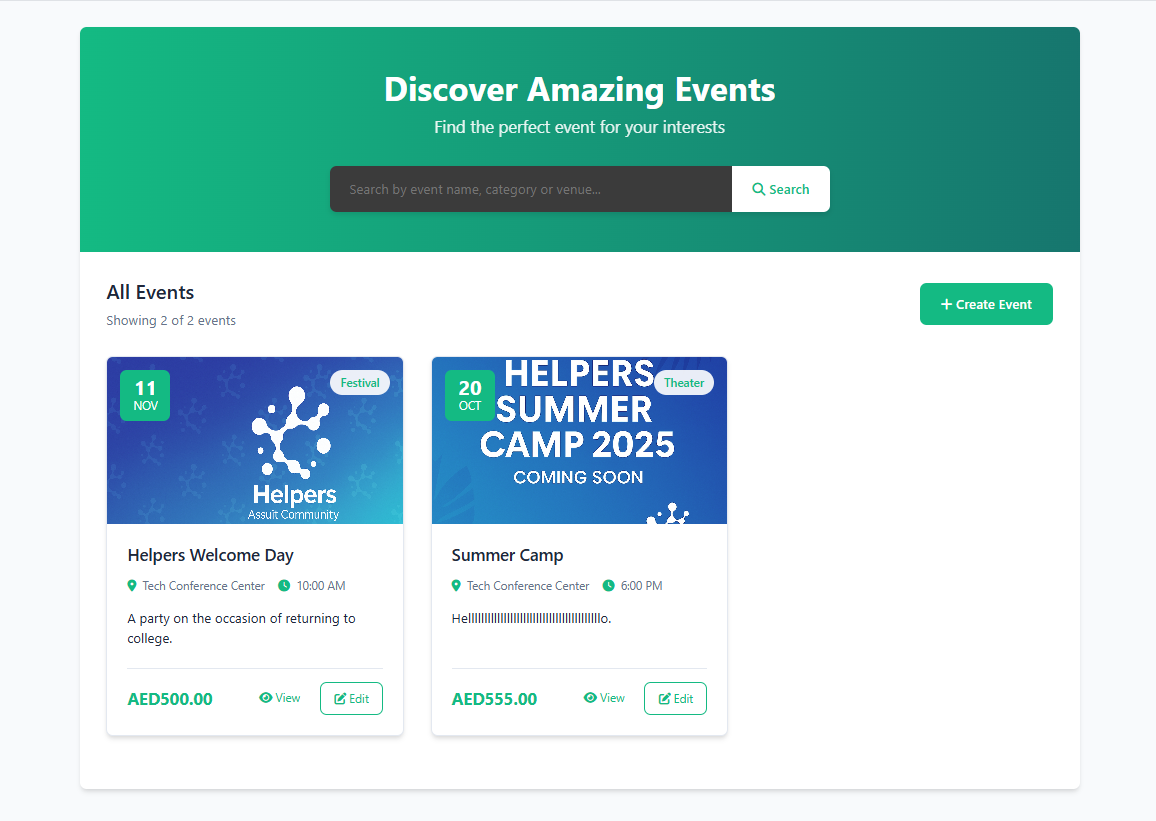 Discover Amazing Events
Find the perfect event for your interests
Search by event name, category or venue...
Search
All Events
Showing 2 of 2 events
+ Create Event
11
NOV
Festival
Helpers
Assuit Community
Helpers Welcome Day
Tech Conference Center
10:00 AM
A party on the occasion of returning to
college.
AED500.00
View
Edit
20
OCT
Theater
HELPERS
SUMMER
CAMP 2025
COMING SOON
Summer Camp
Tech Conference Center
6:00 PM
Helllllllllllllllllllllllllllllllllllllllllo.
AED555.00
View
Edit